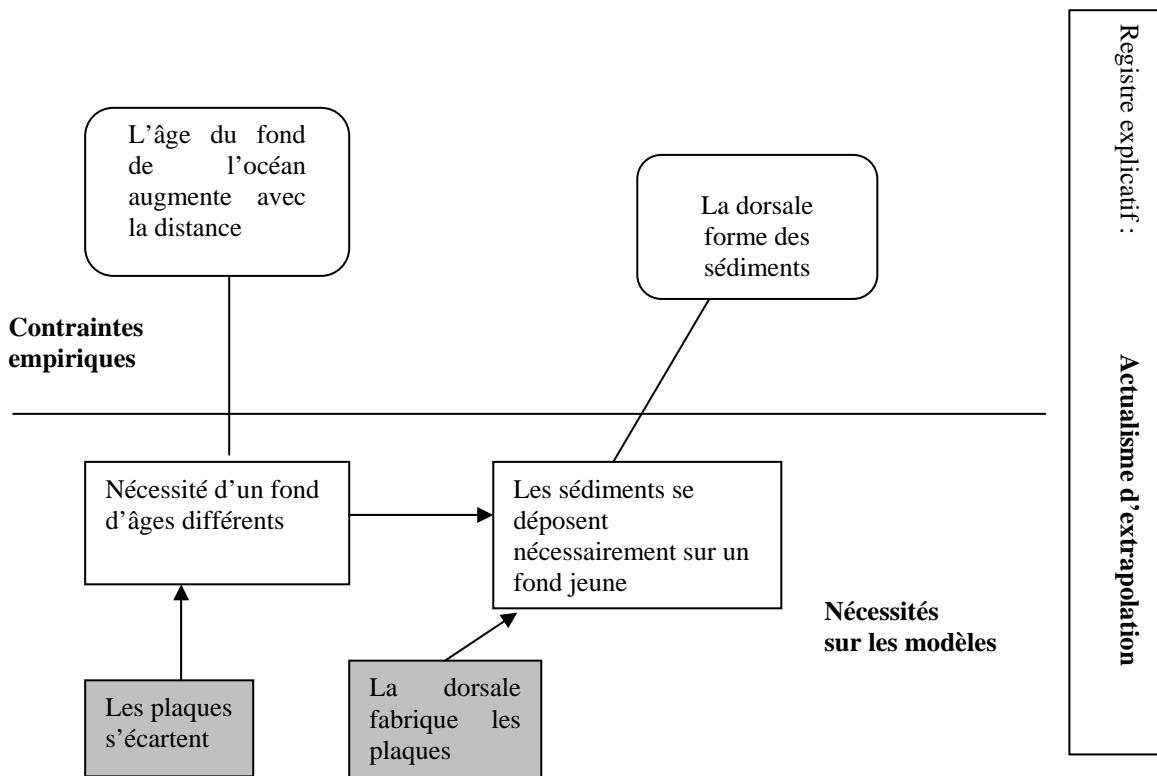 L'âge du fond
de l'océan
augmente avec
la distance
La dorsale
forme des
sédiments
Contraintes
empiriques
Nécessité d'un fond
d'âges différents
Les sédiments se
déposent
nécessairement sur un
fond jeune
Nécessités
sur les modèles
Les plaques
s'écartent
La dorsale
fabrique les
plaques
Registre explicatif : Actualisme d'extrapolation